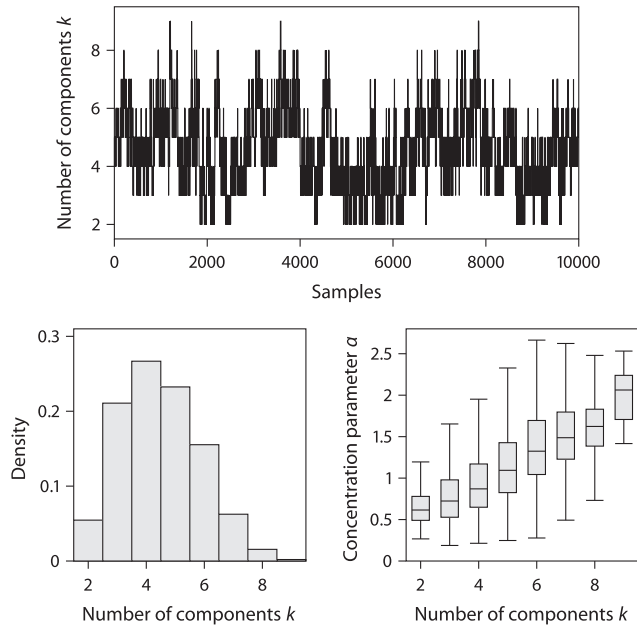 Number of components k
8
6
4
2
0 2000 4000 6000 8000 10000
Samples
Density
0.3
0.2
0.1
0
2 4 6 8
Number of components k
Concentration parameter α
2.5
2
1.5
1
0.5
0
2 4 6 8
Number of components k